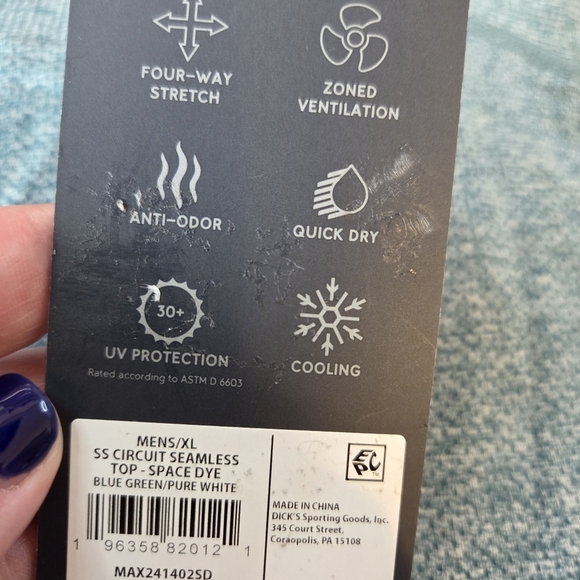 FOUR-WAY
STRETCH
ZONED
VENTILATION
ANTI-ODOR
QUICK DRY
30+
UV PROTECTION
Rated according to ASTM D 6603
COOLING
MENS/XL
SS CIRCUIT SEAMLESS
TOP - SPACE DYE
BLUE GREEN/PURE WHITE
1 96358 82012 1
MAX241402SD
EPC
MADE IN CHINA
DICK'S Sporting Goods, Inc.
345 Court Street,
Coraopolis, PA 15108